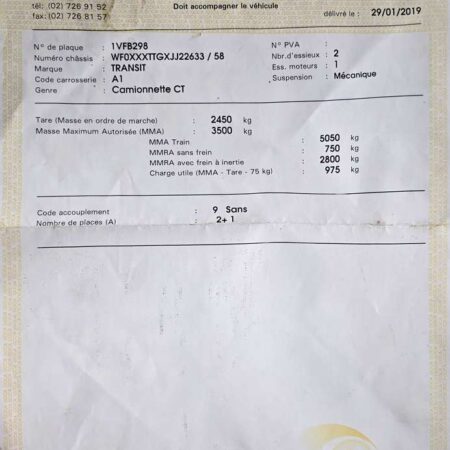 tél: (02) 726 91 52
fax: (02) 726 81 57
Doit accompagner le véhicule
délivré le : 29/01/2019
N° de plaque : 1VFB298
Numéro châssis : WF0XXXTTGXJJ22633 / 58
Marque : TRANSIT
Code carrosserie : A1
Genre : Camionnette CT
N° PVA :
Nbr.d'essieux : 2
Ess. moteurs : 1
Suspension : Mécanique
Tare (Masse en ordre de marche) : 2450 kg
Masse Maximum Autorisée (MMA) : 3500 kg
MMA Train : 5050 kg
MMRA sans frein : 750 kg
MMRA avec frein à inertie : 2800 kg
Charge utile (MMA - Tare - 75 kg) : 975 kg
Code accouplement : 9 Sans
Nombre de places (A) : 2+ 1